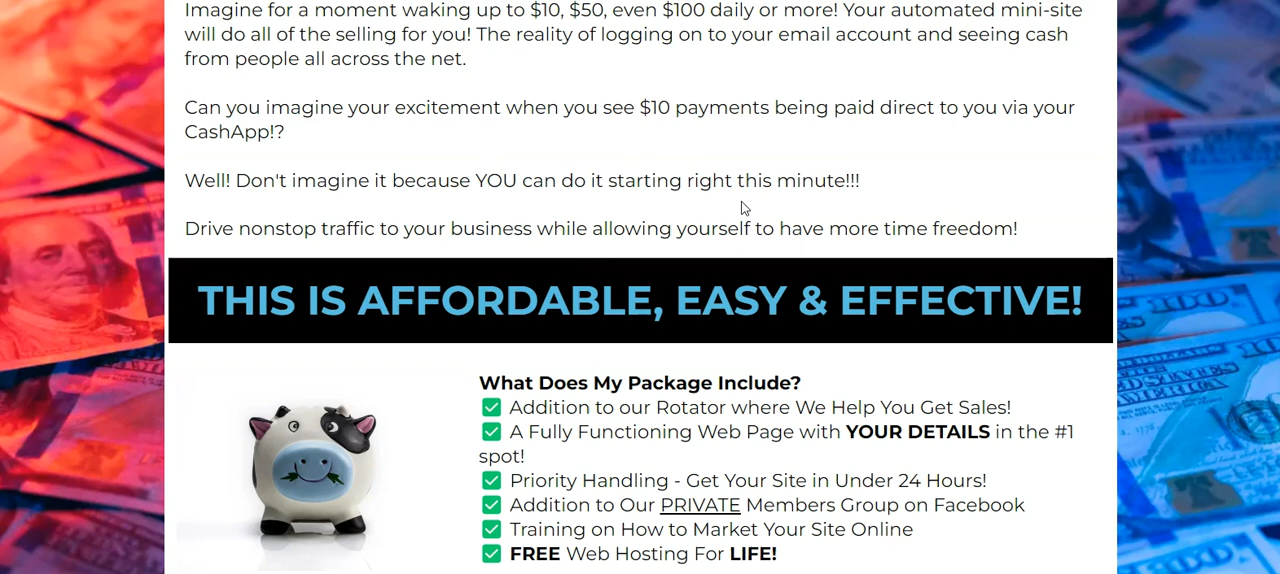 Imagine for a moment waking up to $10, $50, even $100 daily or more! Your automated mini-site
will do all of the selling for you! The reality of logging on to your email account and seeing cash
from people all across the net.
Can you imagine your excitement when you see $10 payments being paid direct to you via your
CashApp!?
Well! Don't imagine it because YOU can do it starting right this minute!!!
Drive nonstop traffic to your business while allowing yourself to have more time freedom!
THIS IS AFFORDABLE, EASY & EFFECTIVE!
What Does My Package Include?
✅ Addition to our Rotator where We Help You Get Sales!
✅ A Fully Functioning Web Page with YOUR DETAILS in the #1
spot!
✅ Priority Handling - Get Your Site in Under 24 Hours!
✅ Addition to Our PRIVATE Members Group on Facebook
✅ Training on How to Market Your Site Online
✅ FREE Web Hosting For LIFE!